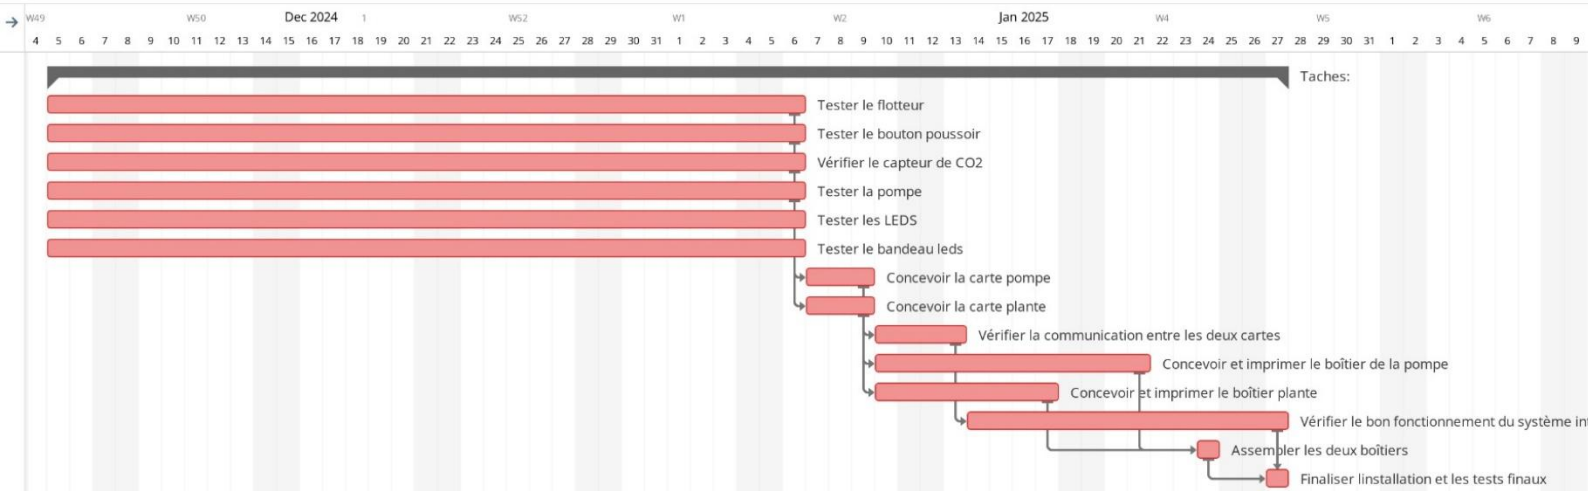 W49 W50 Dec 2024 1 W52 W1 W2 Jan 2025 W4 W5 W6
4 5 6 7 8 9 10 11 12 13 14 15 16 17 18 19 20 21 22 23 24 25 26 27 28 29 30 31 1 2 3 4 5 6 7 8 9 10 11 12 13 14 15 16 17 18 19 20 21 22 23 24 25 26 27 28 29 30 31 1 2 3 4 5 6 7 8 9
Taches:
Tester le flotteur
Tester le bouton poussoir
Vérifier le capteur de CO2
Tester la pompe
Tester les LEDS
Tester le bandeau leds
Concevoir la carte pompe
Concevoir la carte plante
Vérifier la communication entre les deux cartes
Concevoir et imprimer le boîtier de la pompe
Concevoir et imprimer le boîtier plante
Vérifier le bon fonctionnement du système in
Assembler les deux boîtiers
Finaliser linstallation et les tests finaux